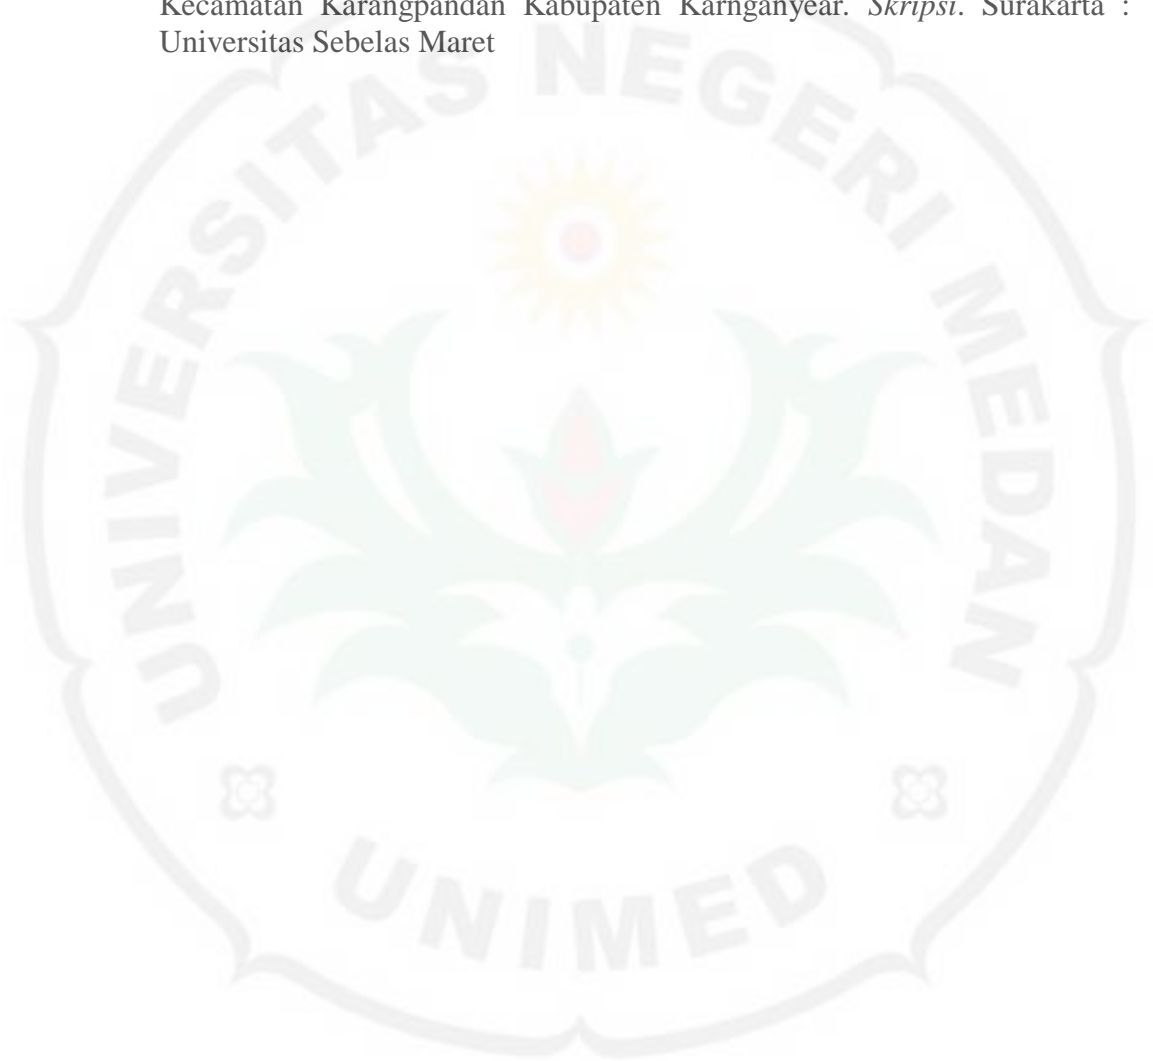 Kecamatan Karangpandan Kabupaten Karnganyear. Skripsi. Surakarta :
Universitas Sebelas Maret
UNIVERSITAS NEGERI MEDAN
UNIMED